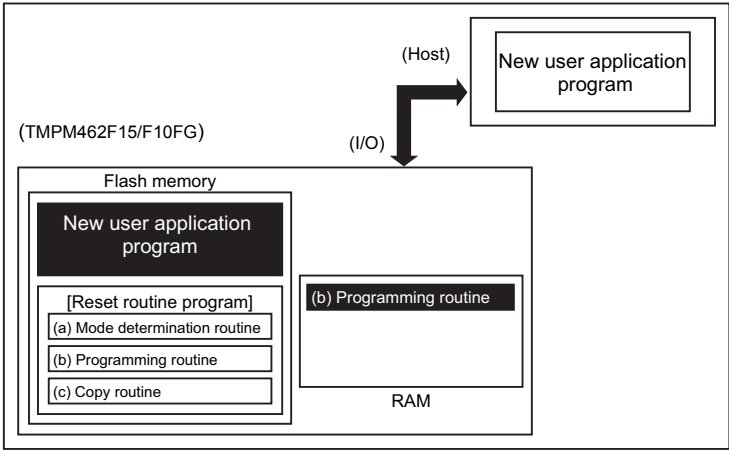 (Host)
New user application
program
(TMPM462F15/F10FG)
(I/O)
Flash memory
New user application
program
[Reset routine program]
(a) Mode determination routine
(b) Programming routine
(c) Copy routine
(b) Programming routine
RAM